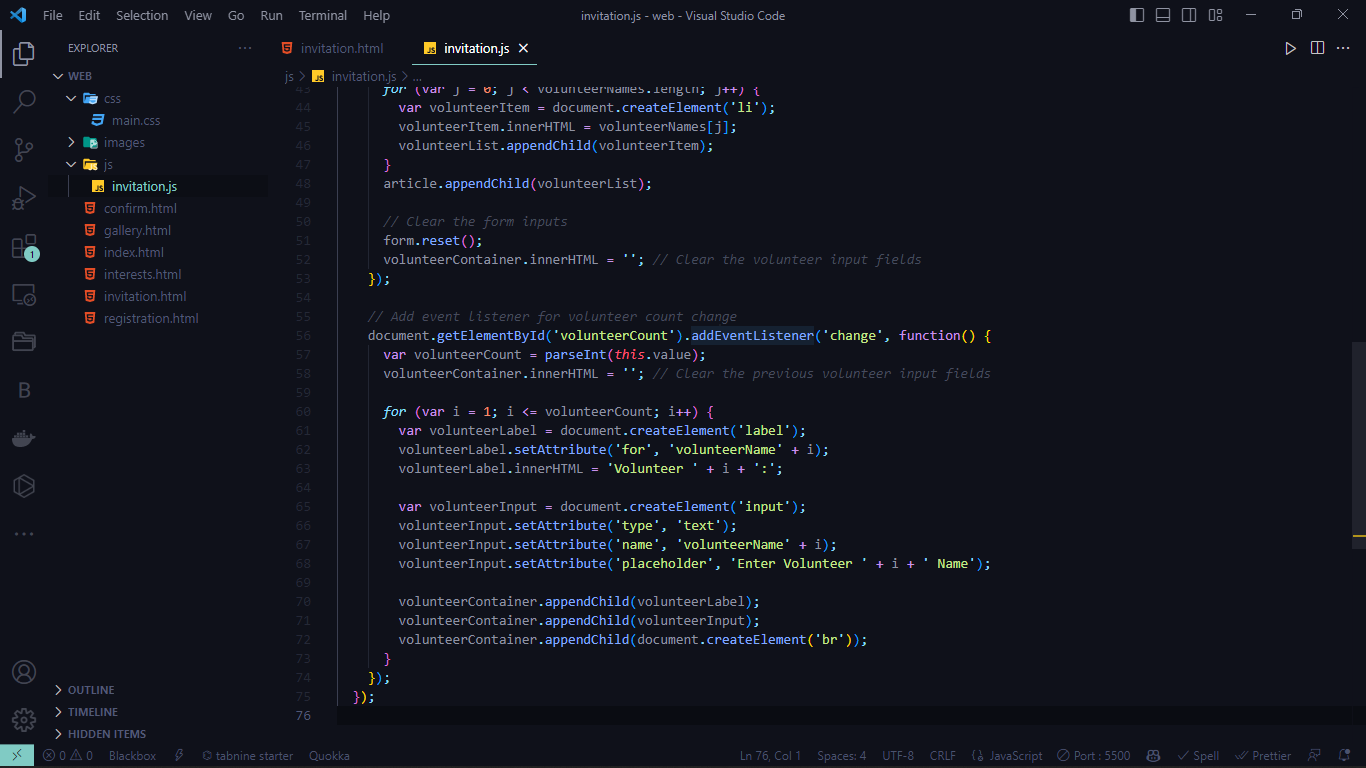 File Edit Selection View Go Run Terminal Help
invitation.js - web - Visual Studio Code
EXPLORER
WEB
css
main.css
images
js
invitation.js
confirm.html
gallery.html
index.html
interests.html
invitation.html
registration.html
OUTLINE
TIMELINE
HIDDEN ITEMS
1
B
invitation.html
JS invitation.js
js > JS invitation.js > ...
43 for (var j = 0; j < volunteerNames.length; j++) {
44 var volunteerItem = document.createElement('li');
45 volunteerItem.innerHTML = volunteerNames[j];
46 volunteerList.appendChild(volunteerItem);
47 }
48 article.appendChild(volunteerList);
49
50 // Clear the form inputs
51 form.reset();
52 volunteerContainer.innerHTML = ''; // Clear the volunteer input fields
53 });
54
55 // Add event listener for volunteer count change
56 document.getElementById('volunteerCount').addEventListener('change', function() {
57 var volunteerCount = parseInt(this.value);
58 volunteerContainer.innerHTML = ''; // Clear the previous volunteer input fields
59
60 for (var i = 1; i <= volunteerCount; i++) {
61 var volunteerLabel = document.createElement('label');
62 volunteerLabel.setAttribute('for', 'volunteerName' + i);
63 volunteerLabel.innerHTML = 'Volunteer ' + i + ':';
64
65 var volunteerInput = document.createElement('input');
66 volunteerInput.setAttribute('type', 'text');
67 volunteerInput.setAttribute('name', 'volunteerName' + i);
68 volunteerInput.setAttribute('placeholder', 'Enter Volunteer ' + i + ' Name');
69
70 volunteerContainer.appendChild(volunteerLabel);
71 volunteerContainer.appendChild(volunteerInput);
72 volunteerContainer.appendChild(document.createElement('br'));
73 }
74 });
75 });
76
0 0 Blackbox tabnine starter Quokka
Ln 76, Col 1 Spaces: 4 UTF-8 CRLF {} JavaScript Port : 5500 Spell Prettier